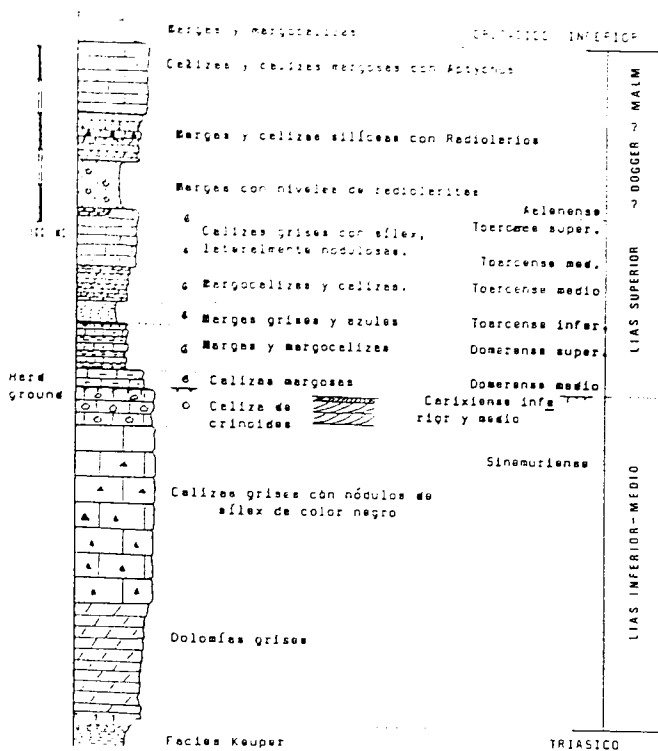 Margas y margocalizas CRETACICO INFERIOR
Calizas y calizas margosas con Aptychus
Margas y calizas silíceas con Radiolarios
Margas con niveles de radiolaritas
Aalenense
Calizas grises con sílex, Toarcense super.
lateralmente nodulosas.
Toarcense med.
Margocalizas y calizas. Toarcense medio
Margas grises y azules Toarcense infer.
Margas y margocalizas Domerense super.
Hard
ground
Calizas margosas Domerense medio
Caliza de Carixiense infe
crinoides rior y medio
Sinemuriense
Calizas grises con nódulos de
sílex de color negro
Dolomías grises
Facies Keuper TRIASICO
? DOGGER ? MALM
LIAS SUPERIOR
LIAS INFERIOR-MEDIO